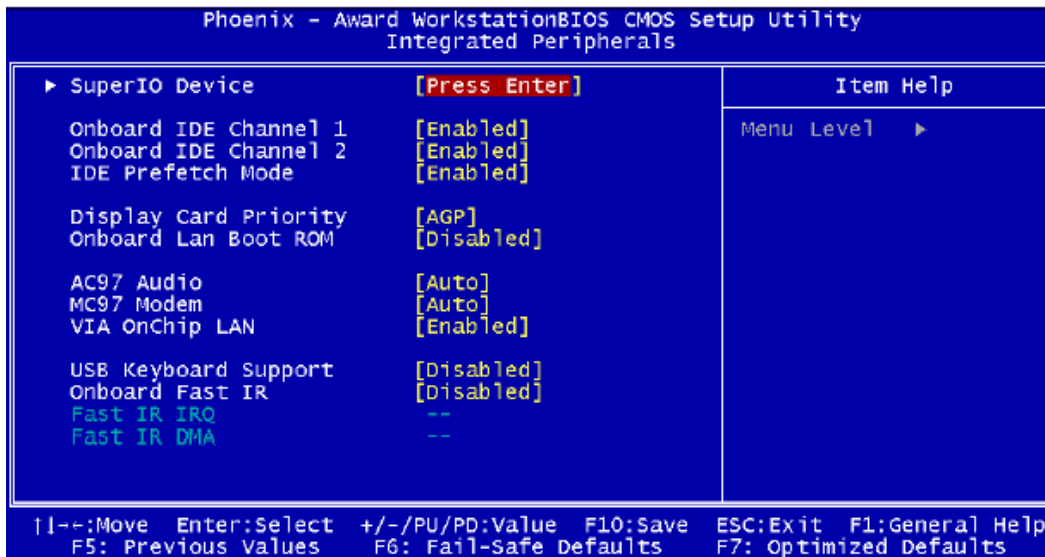 Phoenix - Award WorkstationBIOS CMOS Setup Utility
Integrated Peripherals
▶ SuperIO Device [Press Enter]
Item Help
Onboard IDE Channel 1 [Enabled]
Menu Level ▶
Onboard IDE Channel 2 [Enabled]
IDE Prefetch Mode [Enabled]
Display Card Priority [AGP]
Onboard Lan Boot ROM [Disabled]
AC97 Audio [Auto]
MC97 Modem [Auto]
VIA OnChip LAN [Enabled]
USB Keyboard Support [Disabled]
Onboard Fast IR [Disabled]
Fast IR IRQ --
Fast IR DMA --
↑↓→←:Move Enter:Select +/-/PU/PD:Value F10:Save ESC:Exit F1:General Help
F5: Previous Values F6: Fail-Safe Defaults F7: Optimized Defaults